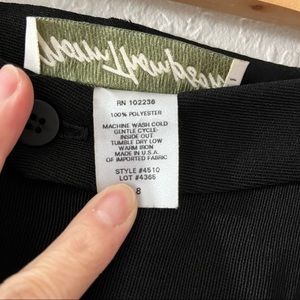 RN 102236
100% POLYESTER
MACHINE WASH COLD
GENTLE CYCLE
INSIDE OUT
TUMBLE DRY LOW
WARM IRON
MADE IN U.S.A.
OF IMPORTED FABRIC
STYLE #4510
LOT #4365
8